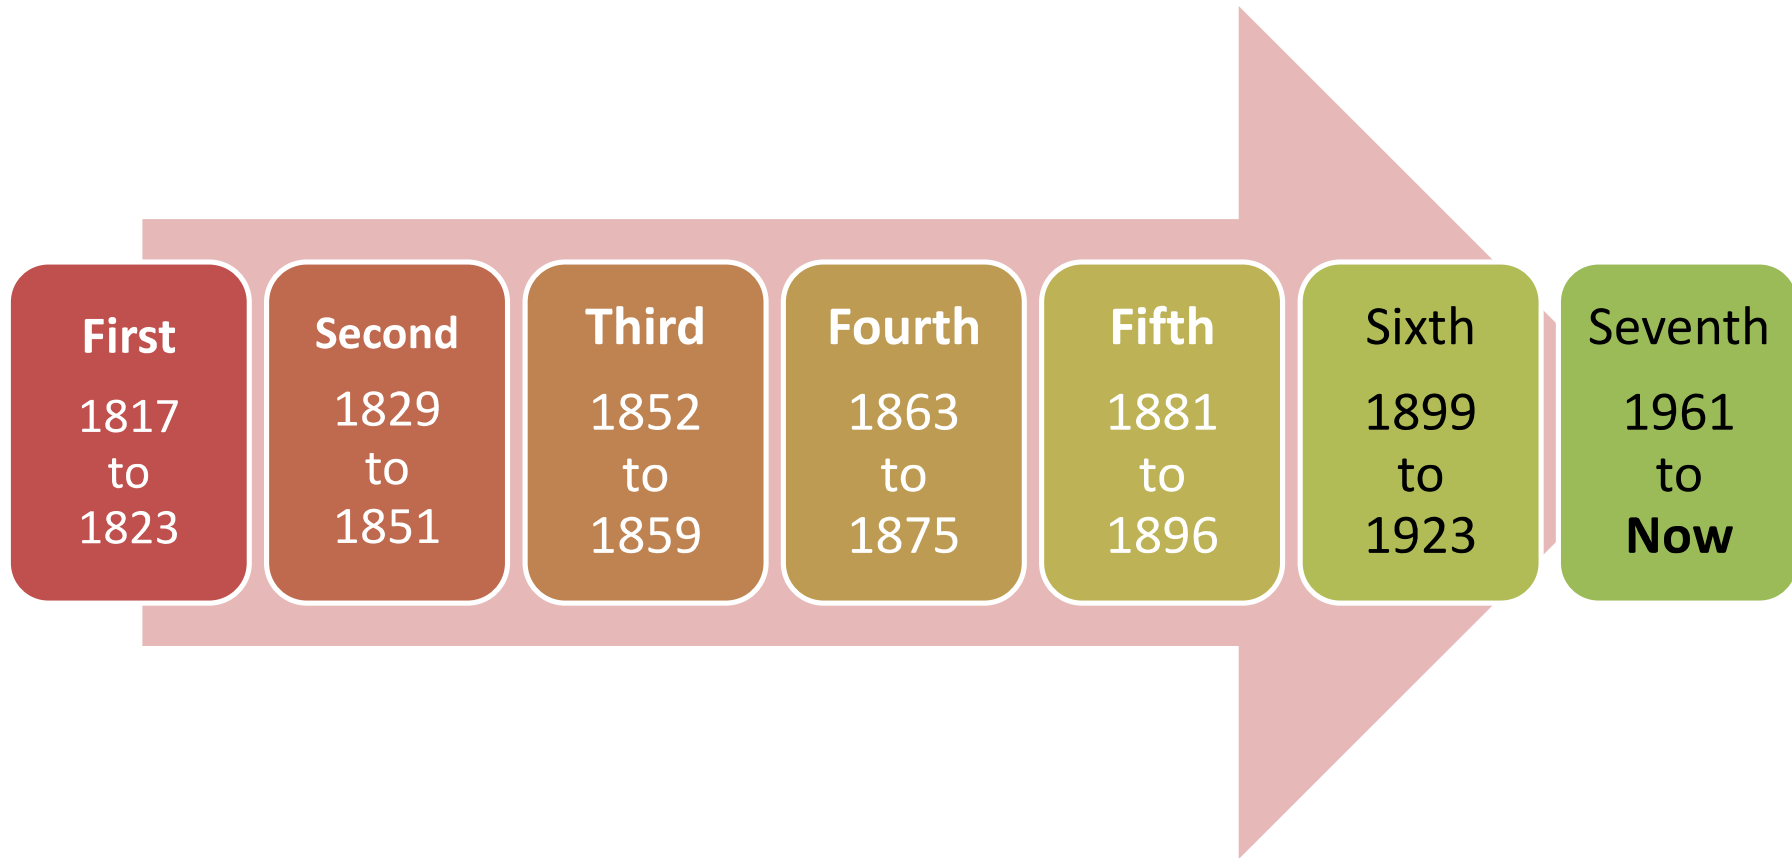 First
1817
to
1823
Second
1829
to
1851
Third
1852
to
1859
Fourth
1863
to
1875
Fifth
1881
to
1896
Sixth
1899
to
1923
Seventh
1961
to
Now